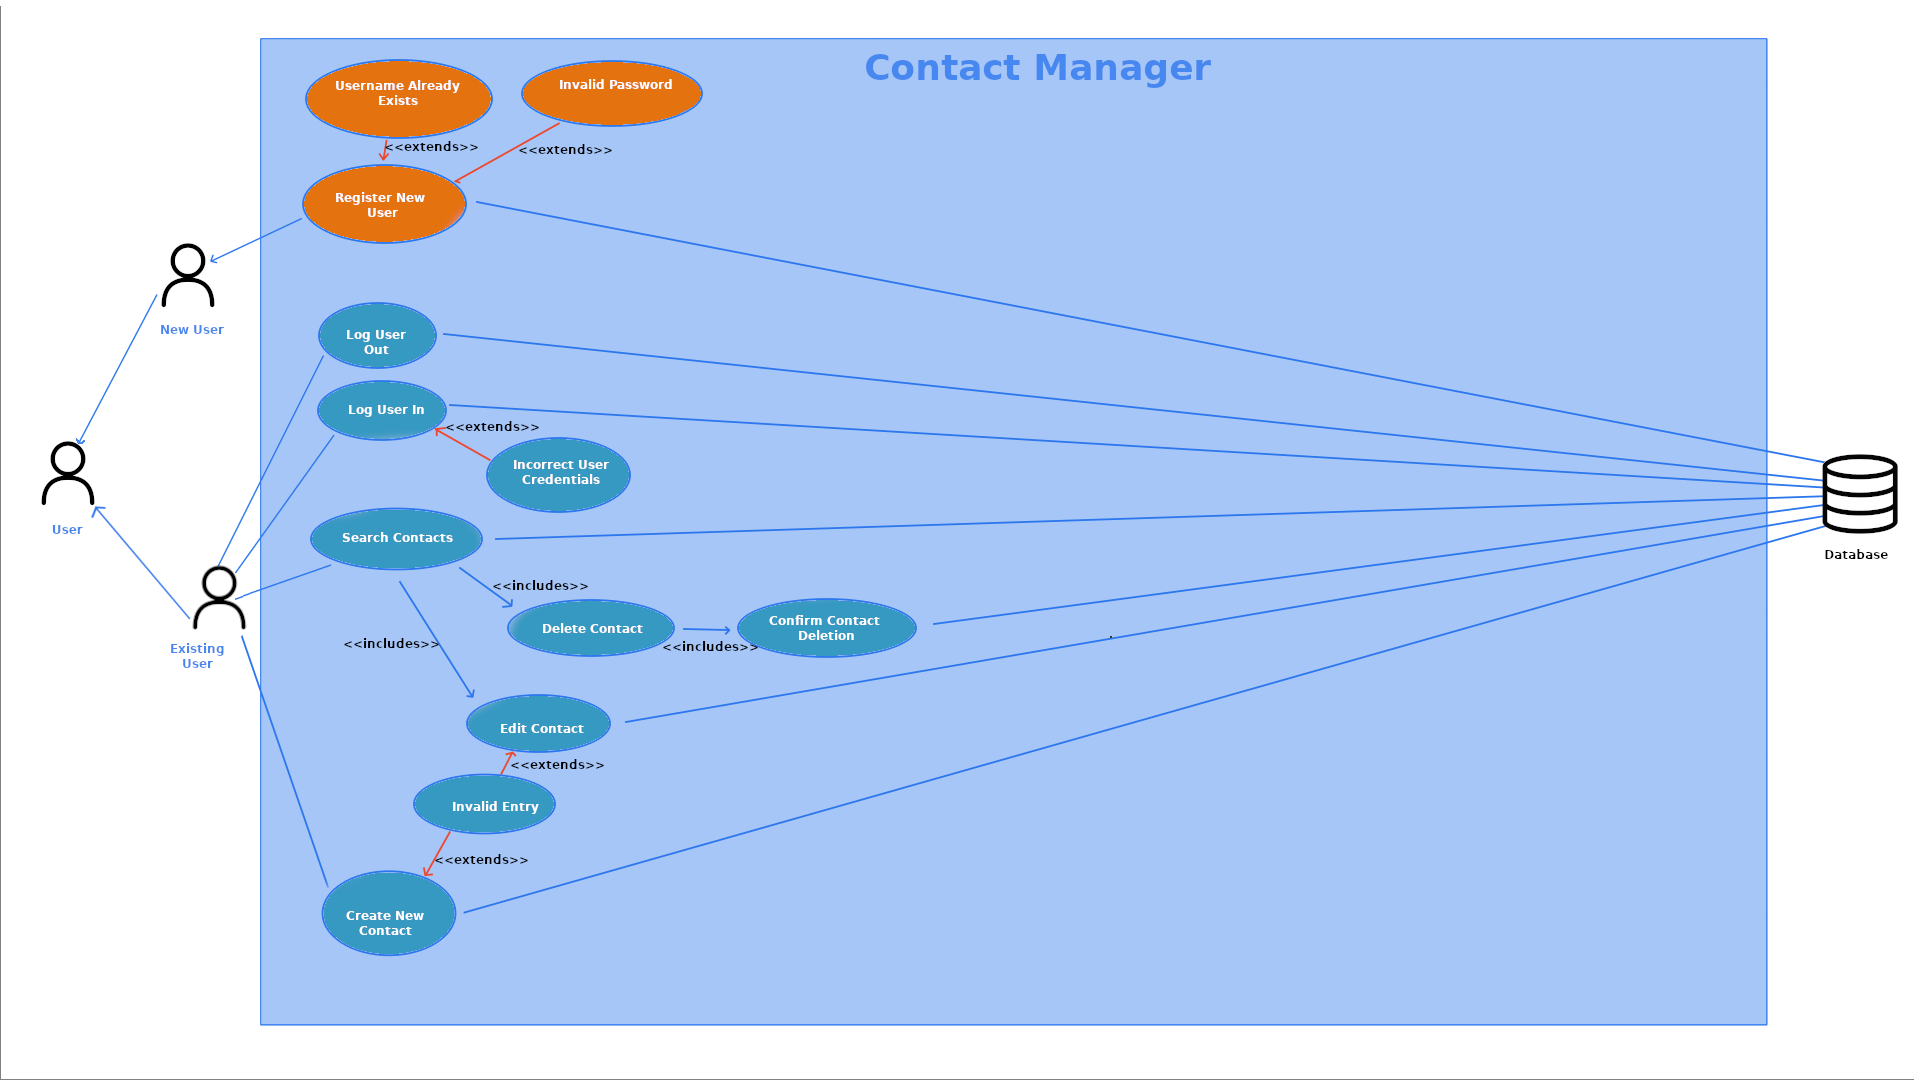 Contact Manager
Username Already
Exists
Invalid Password
<<extends>>
<<extends>>
Register New
User
New User
Log User
Out
Log User In
<<extends>>
Incorrect User
Credentials
User
Search Contacts
Database
<<includes>>
Delete Contact
Confirm Contact
Deletion
<<includes>>
<<includes>>
Existing
User
Edit Contact
<<extends>>
Invalid Entry
<<extends>>
Create New
Contact